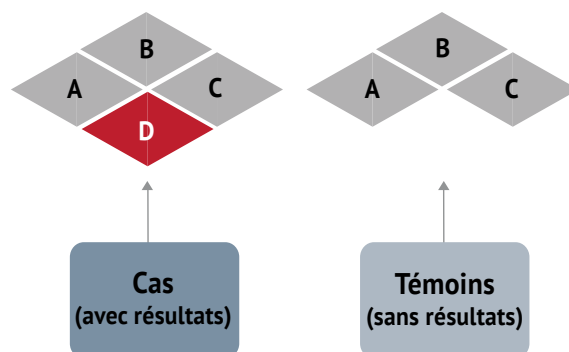 B
A
C
D
B
A
C
Cas
(avec résultats)
Témoins
(sans résultats)